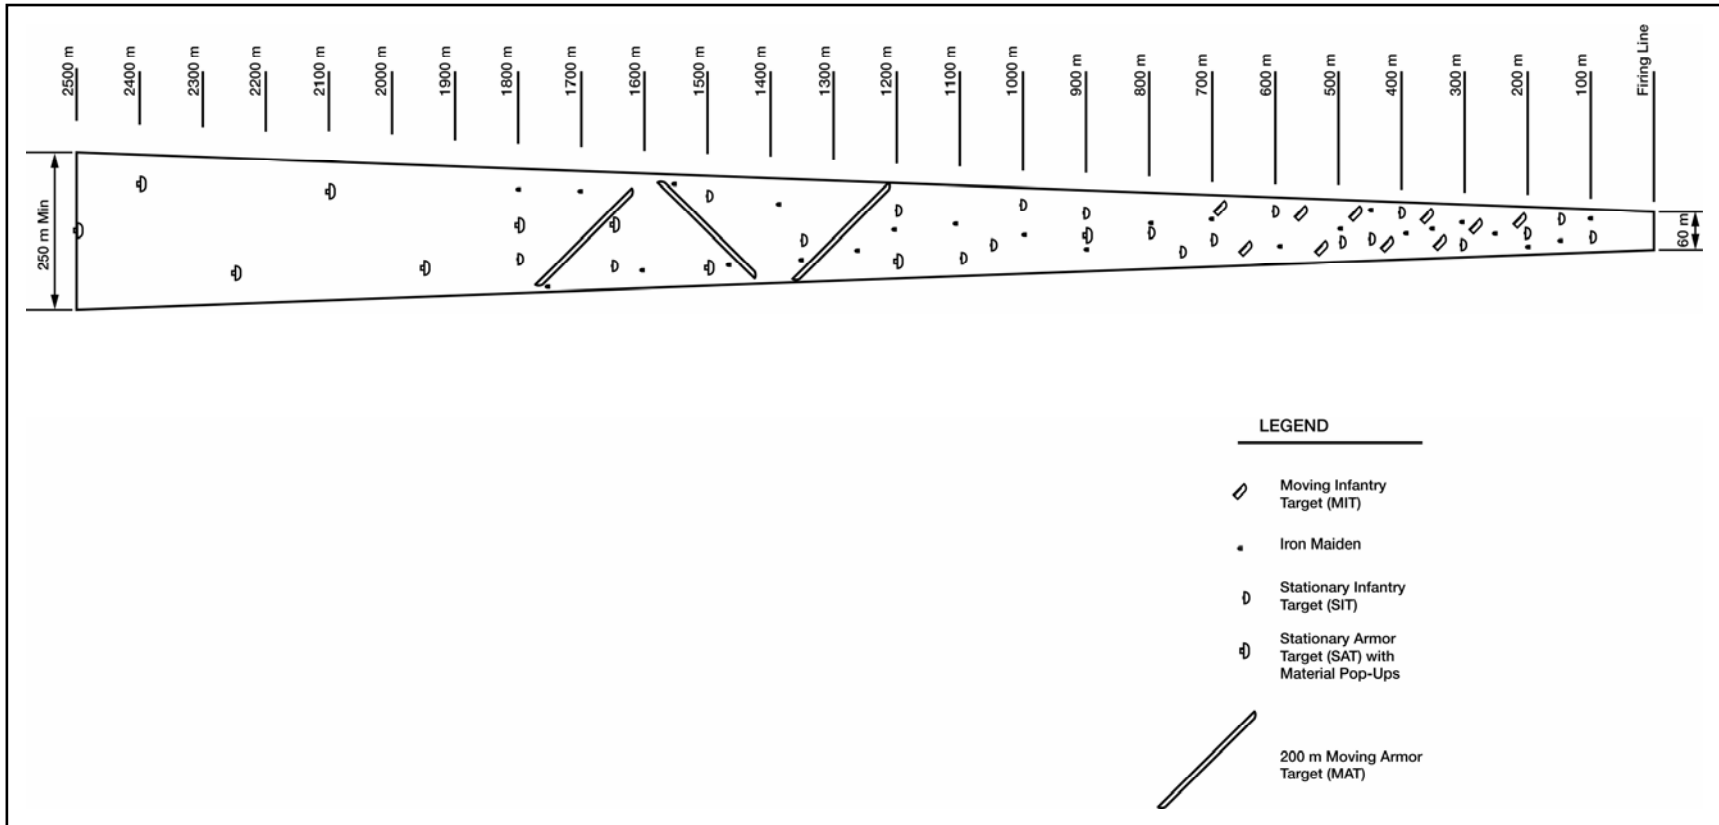 2500 m
2400 m
2300 m
2200 m
2100 m
2000 m
1900 m
1800 m
1700 m
1600 m
1500 m
1400 m
1300 m
1200 m
1100 m
1000 m
900 m
800 m
700 m
600 m
500 m
400 m
300 m
200 m
100 m
Firing Line
250 m Min
60 m
LEGEND
Moving Infantry
Target (MIT)
Iron Maiden
Stationary Infantry
Target (SIT)
Stationary Armor
Target (SAT) with
Material Pop-Ups
200 m Moving Armor
Target (MAT)